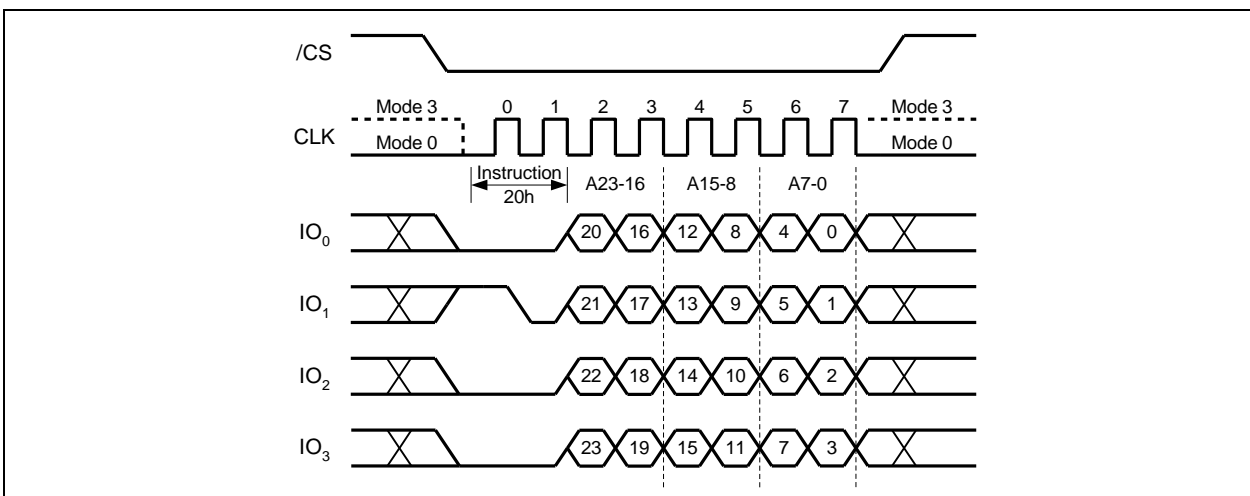 /CS
Mode 3 0 1 2 3 4 5 6 7 Mode 3
CLK
Mode 0 Mode 0
Instruction
20h
A23-16 A15-8 A7-0
IO0 20 16 12 8 4 0
IO1 21 17 13 9 5 1
IO2 22 18 14 10 6 2
IO3 23 19 15 11 7 3